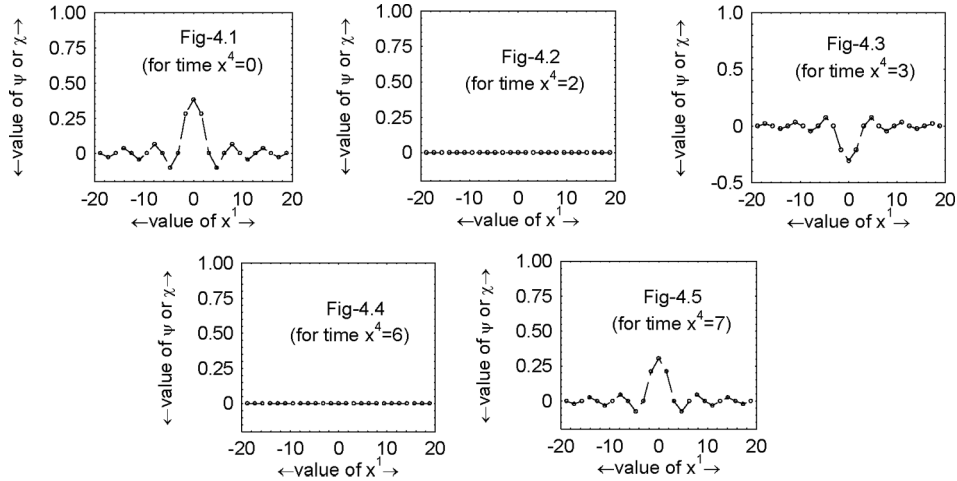 ←value of ψ or χ→
1.00
0.75
0.50
0.25
0
Fig-4.1
(for time x⁴=0)
-20 -10 0 10 20
←value of x¹→
←value of ψ or χ→
1.00
0.75
0.50
0.25
0
Fig-4.2
(for time x⁴=2)
-20 -10 0 10 20
←value of x¹→
←value of ψ or χ→
1.0
0.5
0
-0.5
Fig-4.3
(for time x⁴=3)
-20 -10 0 10 20
←value of x¹→
←value of ψ or χ→
1.00
0.75
0.50
0.25
0
Fig-4.4
(for time x⁴=6)
-20 -10 0 10 20
←value of x¹→
←value of ψ or χ→
1.00
0.75
0.50
0.25
0
Fig-4.5
(for time x⁴=7)
-20 -10 0 10 20
←value of x¹→